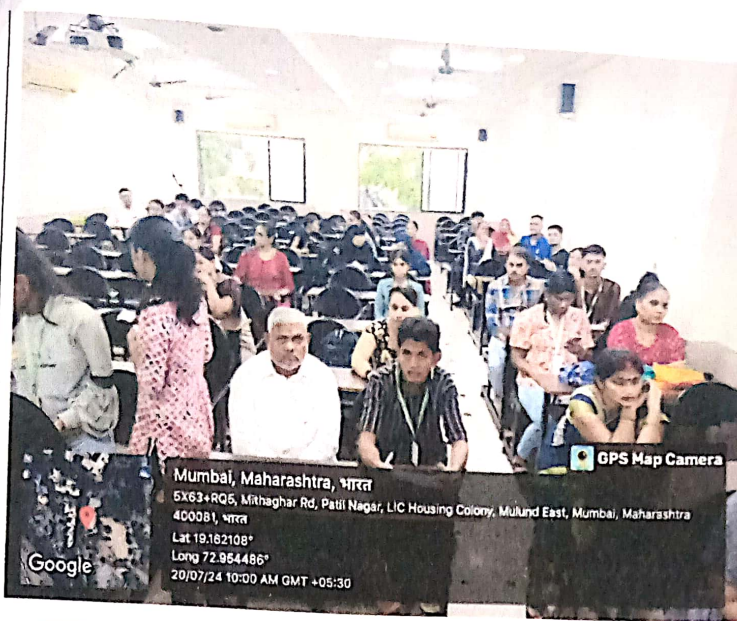 GPS Map Camera
Mumbai, Maharashtra, भारत
5X63+RQ5, Mithaghar Rd, Patil Nagar, LIC Housing Colony, Mulund East, Mumbai, Maharashtra
400081, भारत
Lat 19.162108°
Long 72.954486°
20/07/24 10:00 AM GMT +05:30
Google